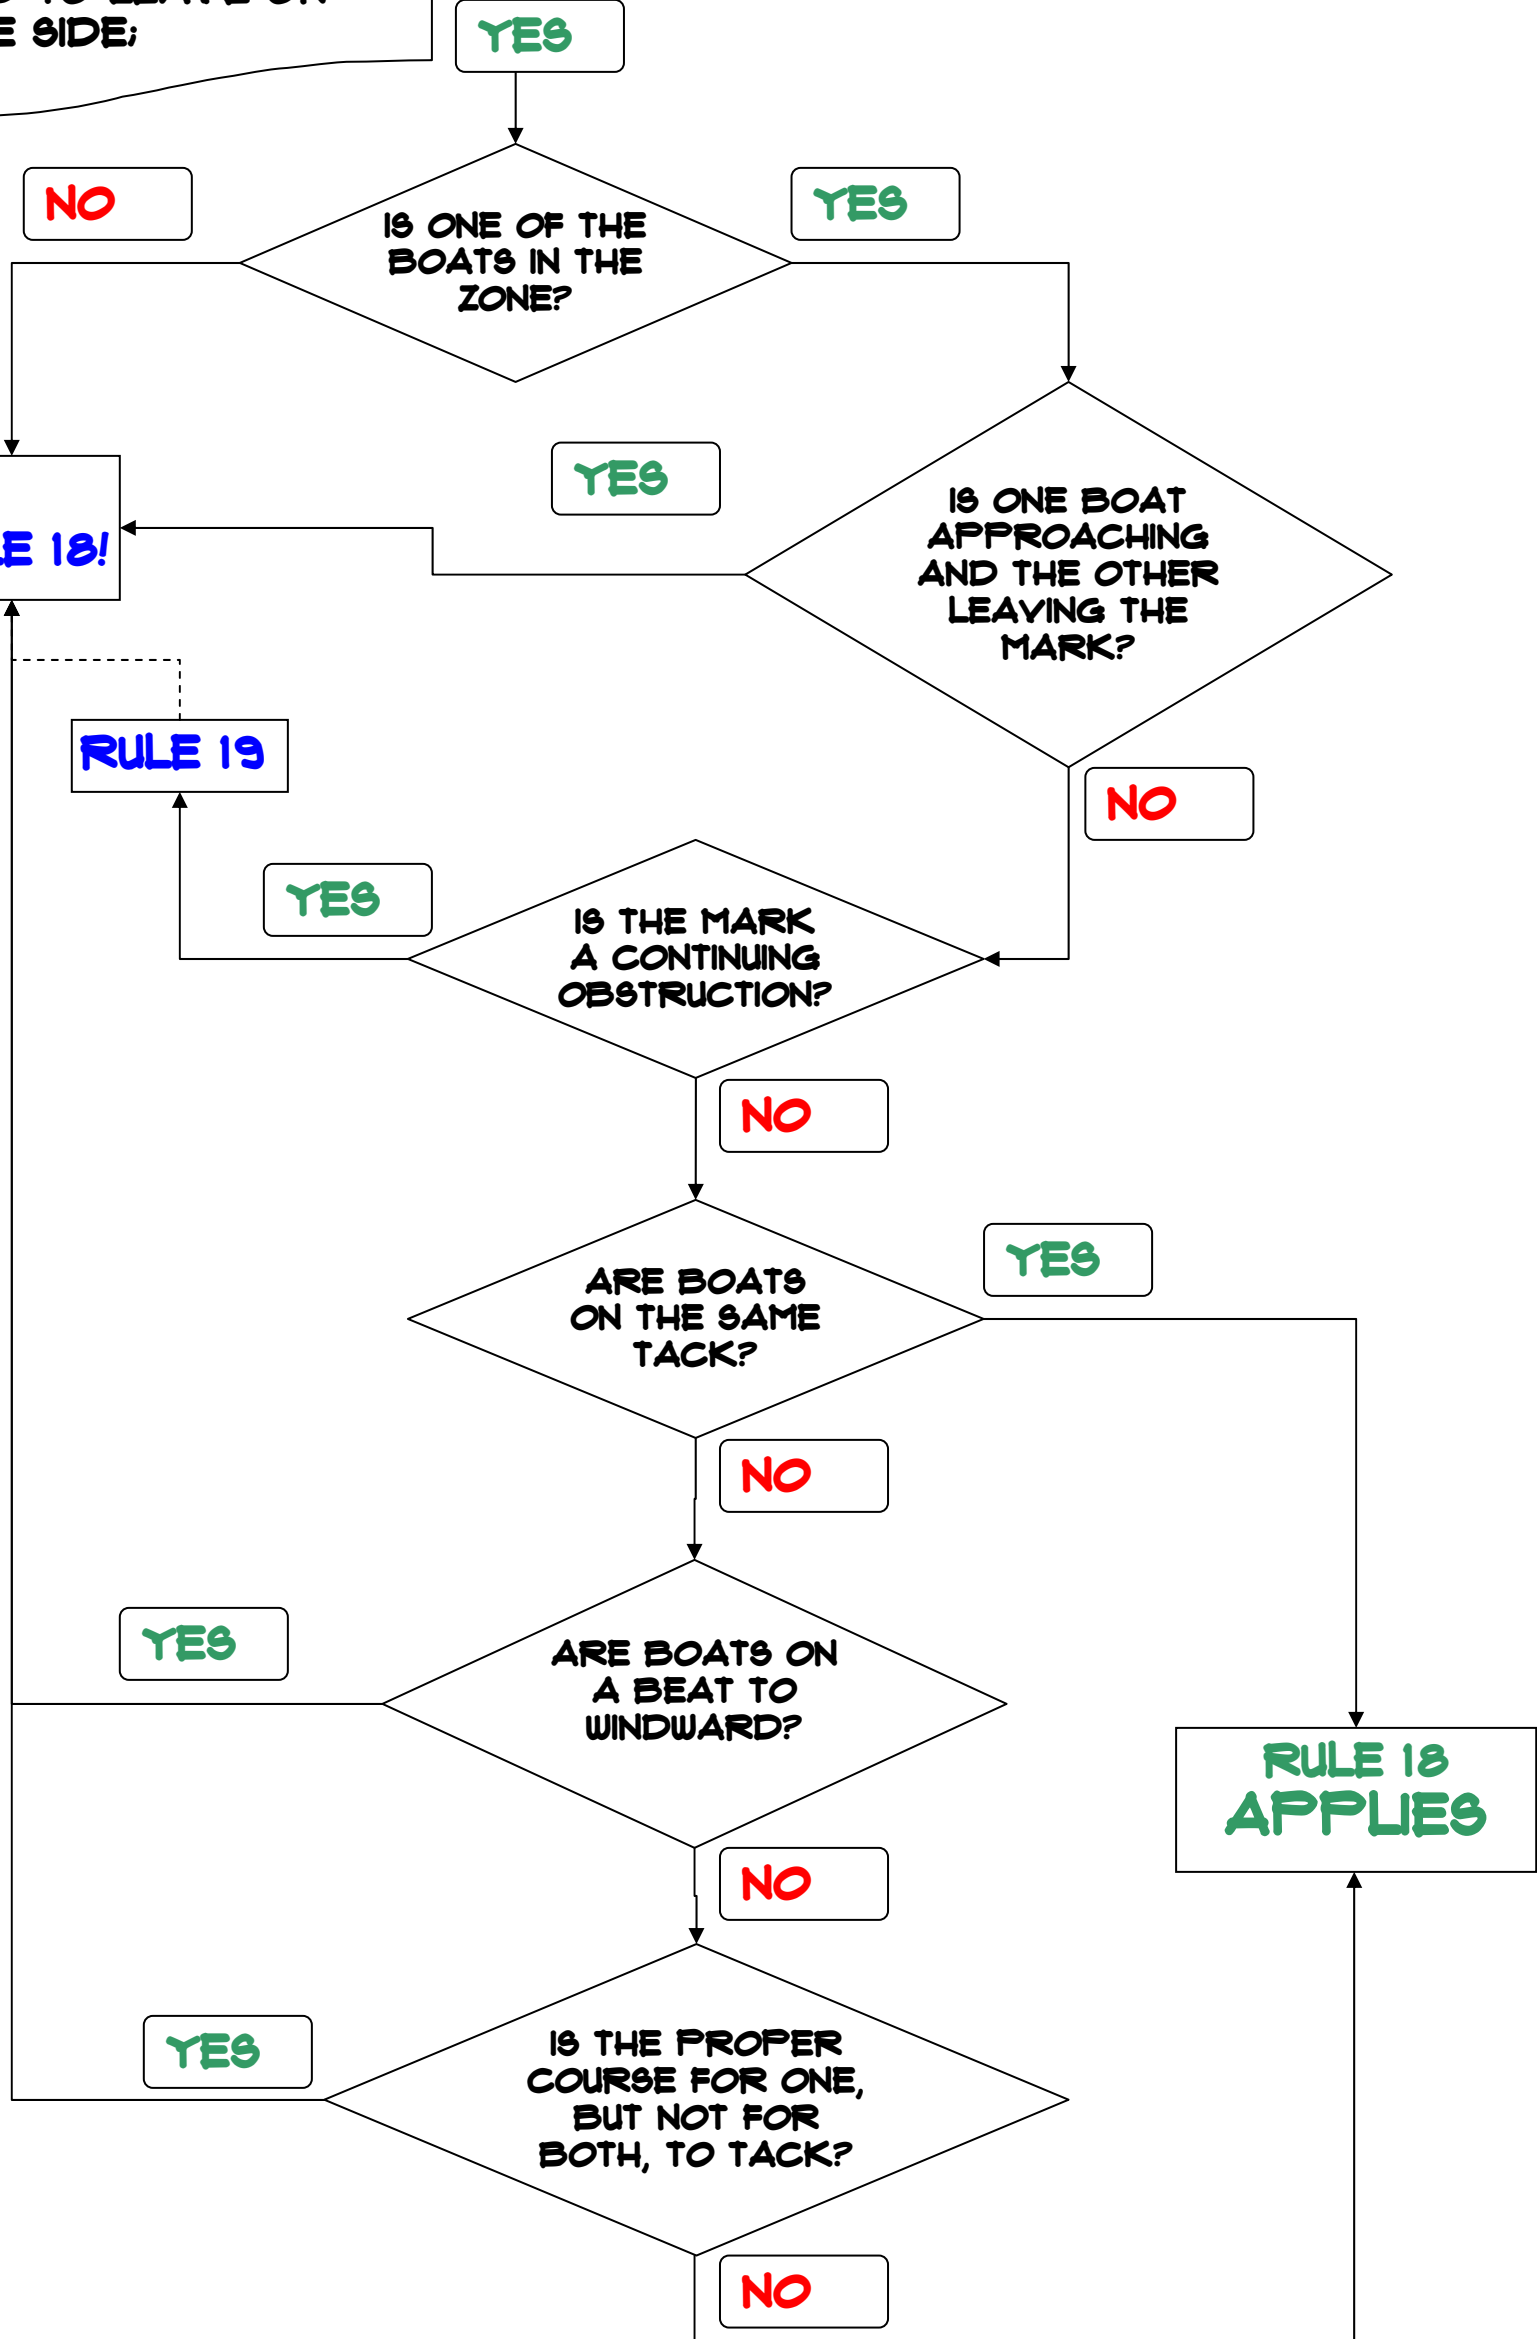 SIDE;
YES
NO
YES
IS ONE OF THE
BOATS IN THE
ZONE?
YES
18!
IS ONE BOAT
APPROACHING
AND THE OTHER
LEAVING THE
MARK?
RULE 19
NO
YES
IS THE MARK
A CONTINUING
OBSTRUCTION?
NO
YES
ARE BOATS
ON THE SAME
TACK?
NO
YES
ARE BOATS ON
A BEAT TO
WINDWARD?
RULE 18
APPLIES
NO
YES
IS THE PROPER
COURSE FOR ONE,
BUT NOT FOR
BOTH, TO TACK?
NO